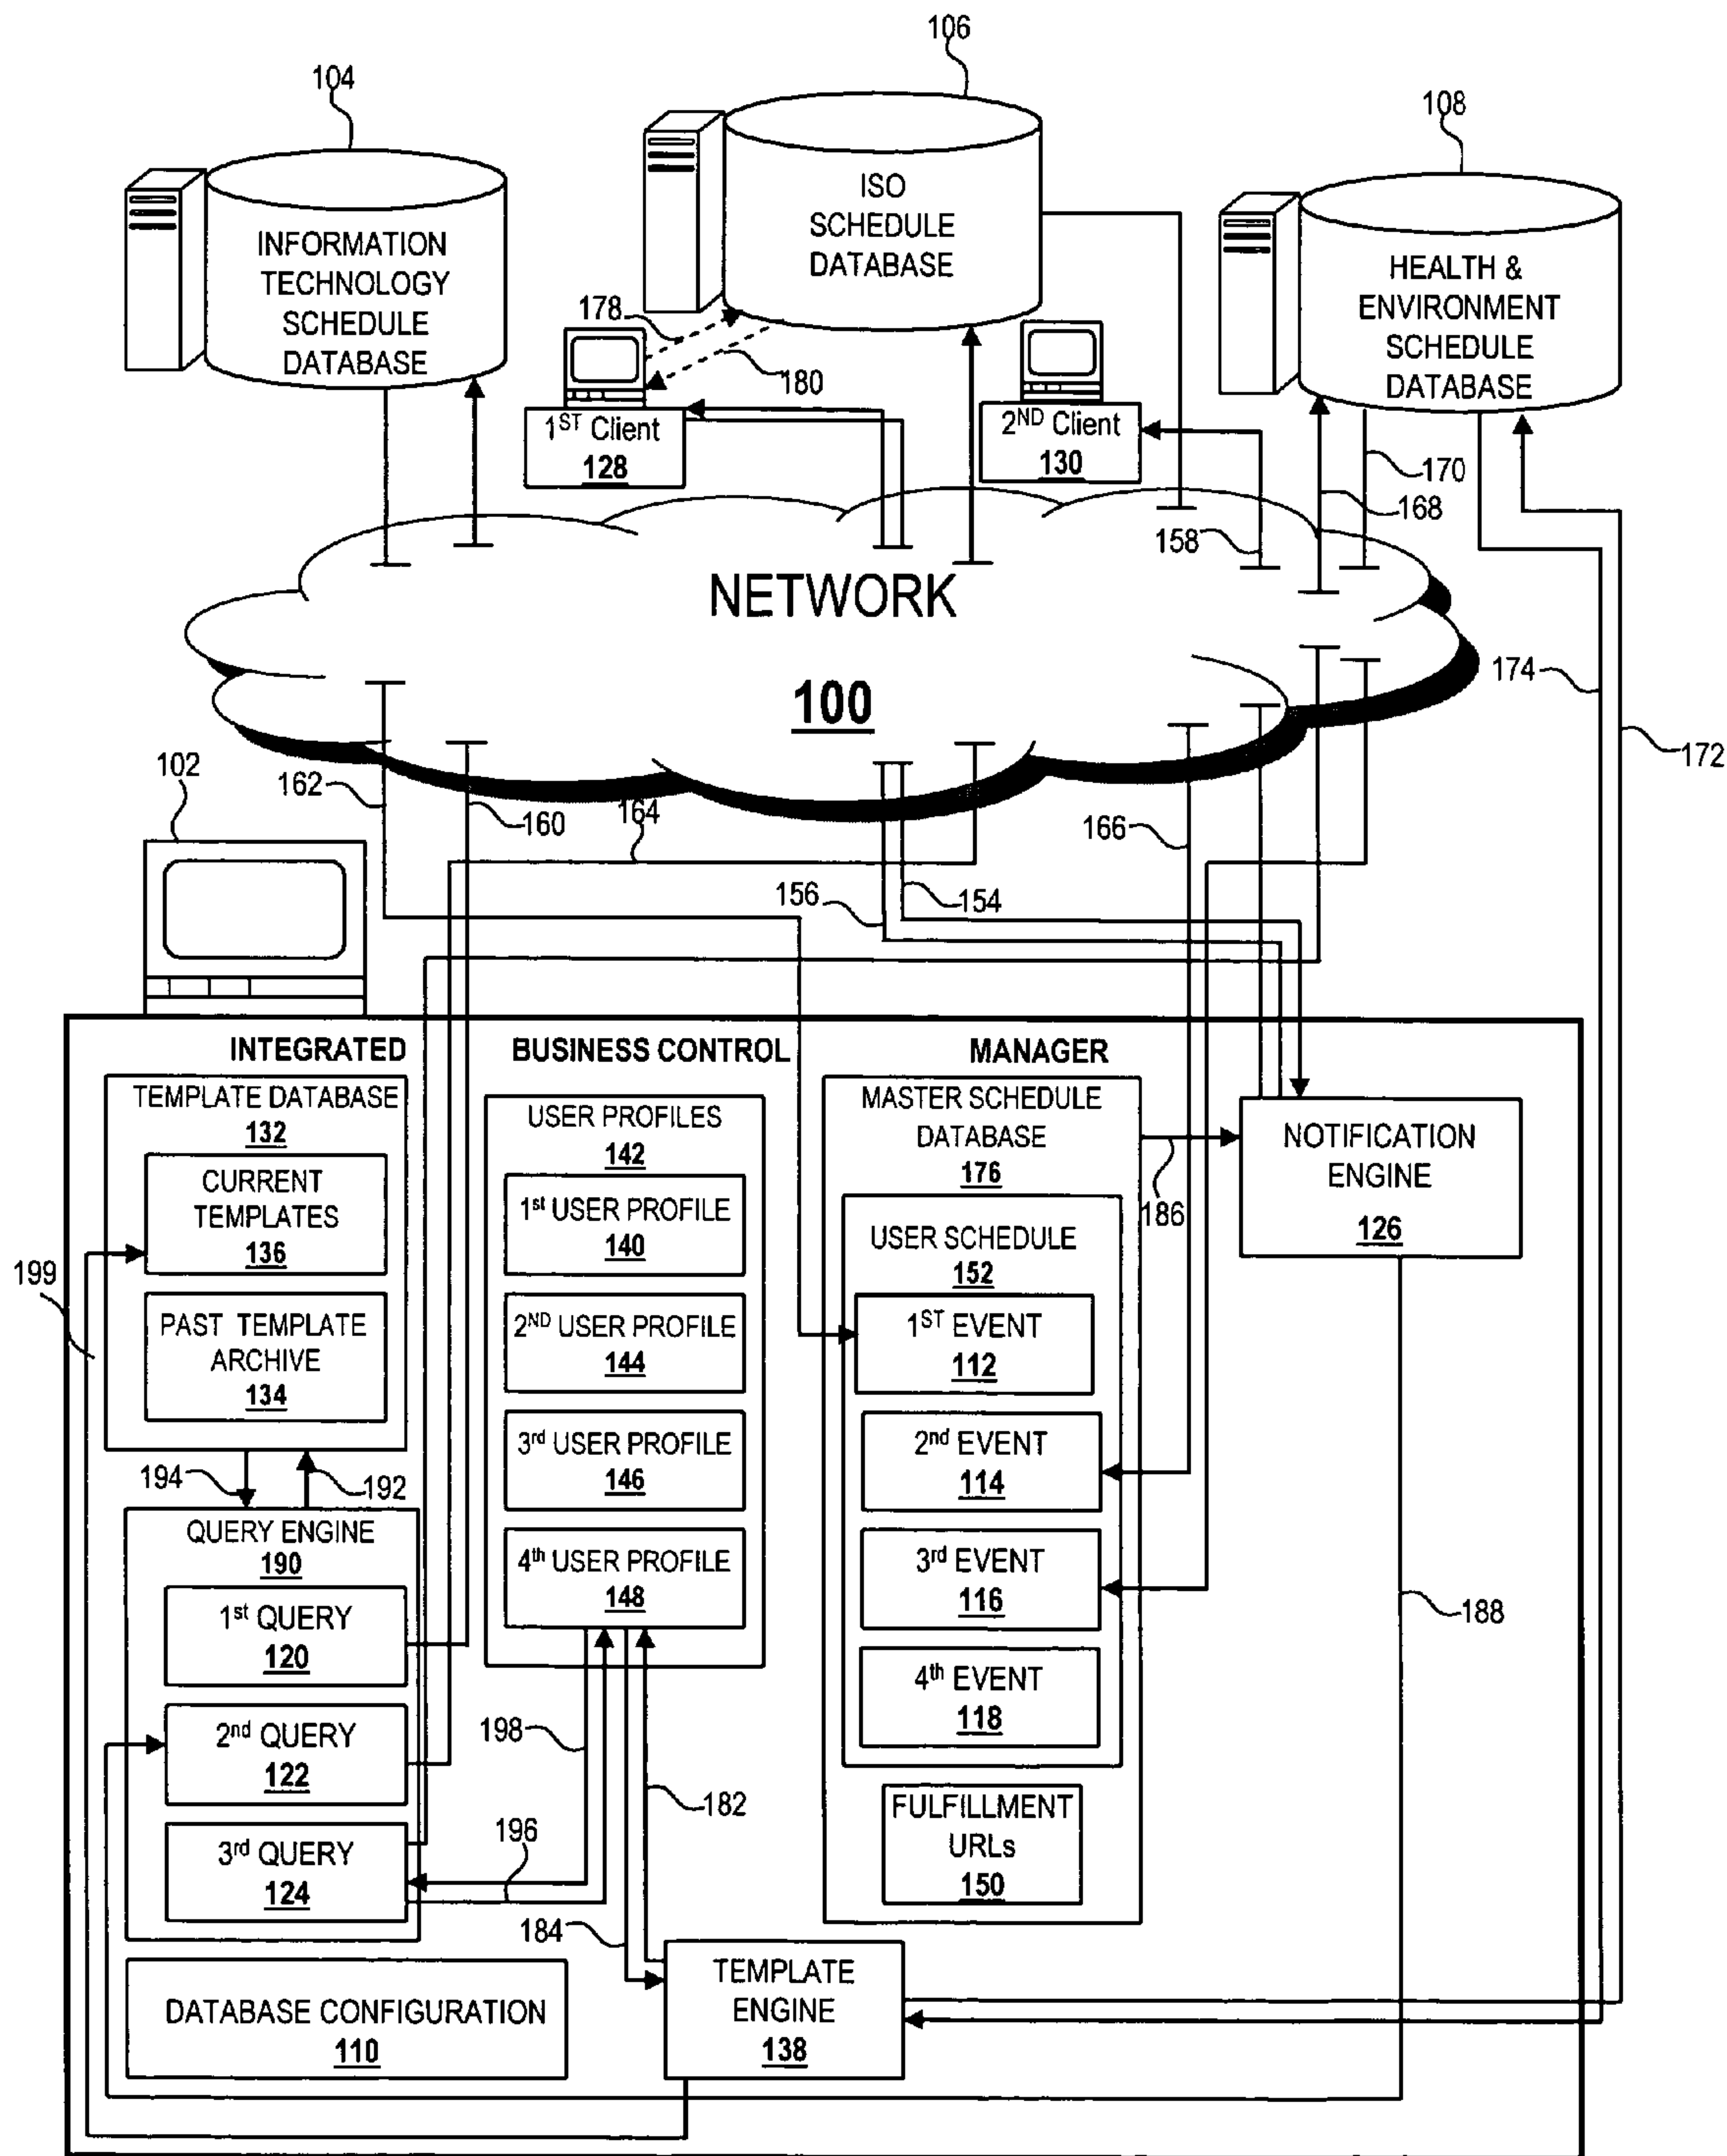 106
104
108
ISO
SCHEDULE
DATABASE
INFORMATION
TECHNOLOGY
SCHEDULE
DATABASE
HEALTH &
ENVIRONMENT
SCHEDULE
DATABASE
178
180
1ST Client
128
2ND Client
130
170
168
158
NETWORK
100
174
172
102
162
160
164
166
156
154
INTEGRATED BUSINESS CONTROL MANAGER
TEMPLATE DATABASE
132
CURRENT
TEMPLATES
136
PAST TEMPLATE
ARCHIVE
134
199
194
192
QUERY ENGINE
190
1st QUERY
120
2nd QUERY
122
3rd QUERY
124
DATABASE CONFIGURATION
110
USER PROFILES
142
1st USER PROFILE
140
2ND USER PROFILE
144
3rd USER PROFILE
146
4th USER PROFILE
148
198
196
182
184
TEMPLATE
ENGINE
138
MASTER SCHEDULE
DATABASE
176
USER SCHEDULE
152
1ST EVENT
112
2nd EVENT
114
3rd EVENT
116
4th EVENT
118
FULFILLMENT
URLs
150
186
NOTIFICATION
ENGINE
126
188